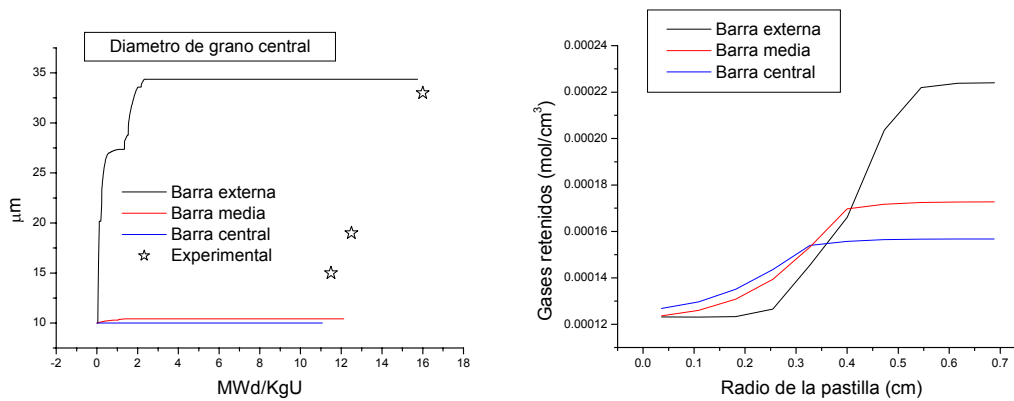 Diametro de grano central
35
30
25
20
15
10
μm
Barra externa
Barra media
Barra central
Experimental
-2 0 2 4 6 8 10 12 14 16 18
MWd/KgU
Barra externa
Barra media
Barra central
0.00024
0.00022
0.00020
0.00018
0.00016
0.00014
0.00012
Gases retenidos (mol/cm³)
0.0 0.1 0.2 0.3 0.4 0.5 0.6 0.7
Radio de la pastilla (cm)